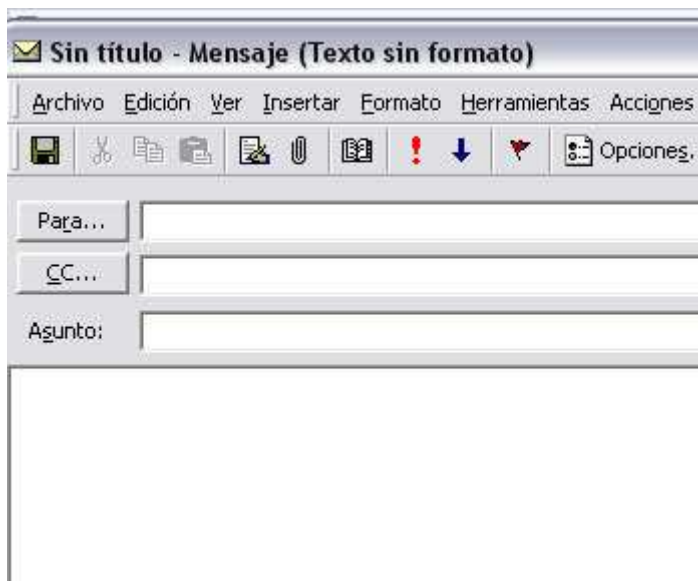 Sin título - Mensaje (Texto sin formato)
Archivo Edición Ver Insertar Formato Herramientas Acciones
Opciones.
Para...
CC...
Asunto: